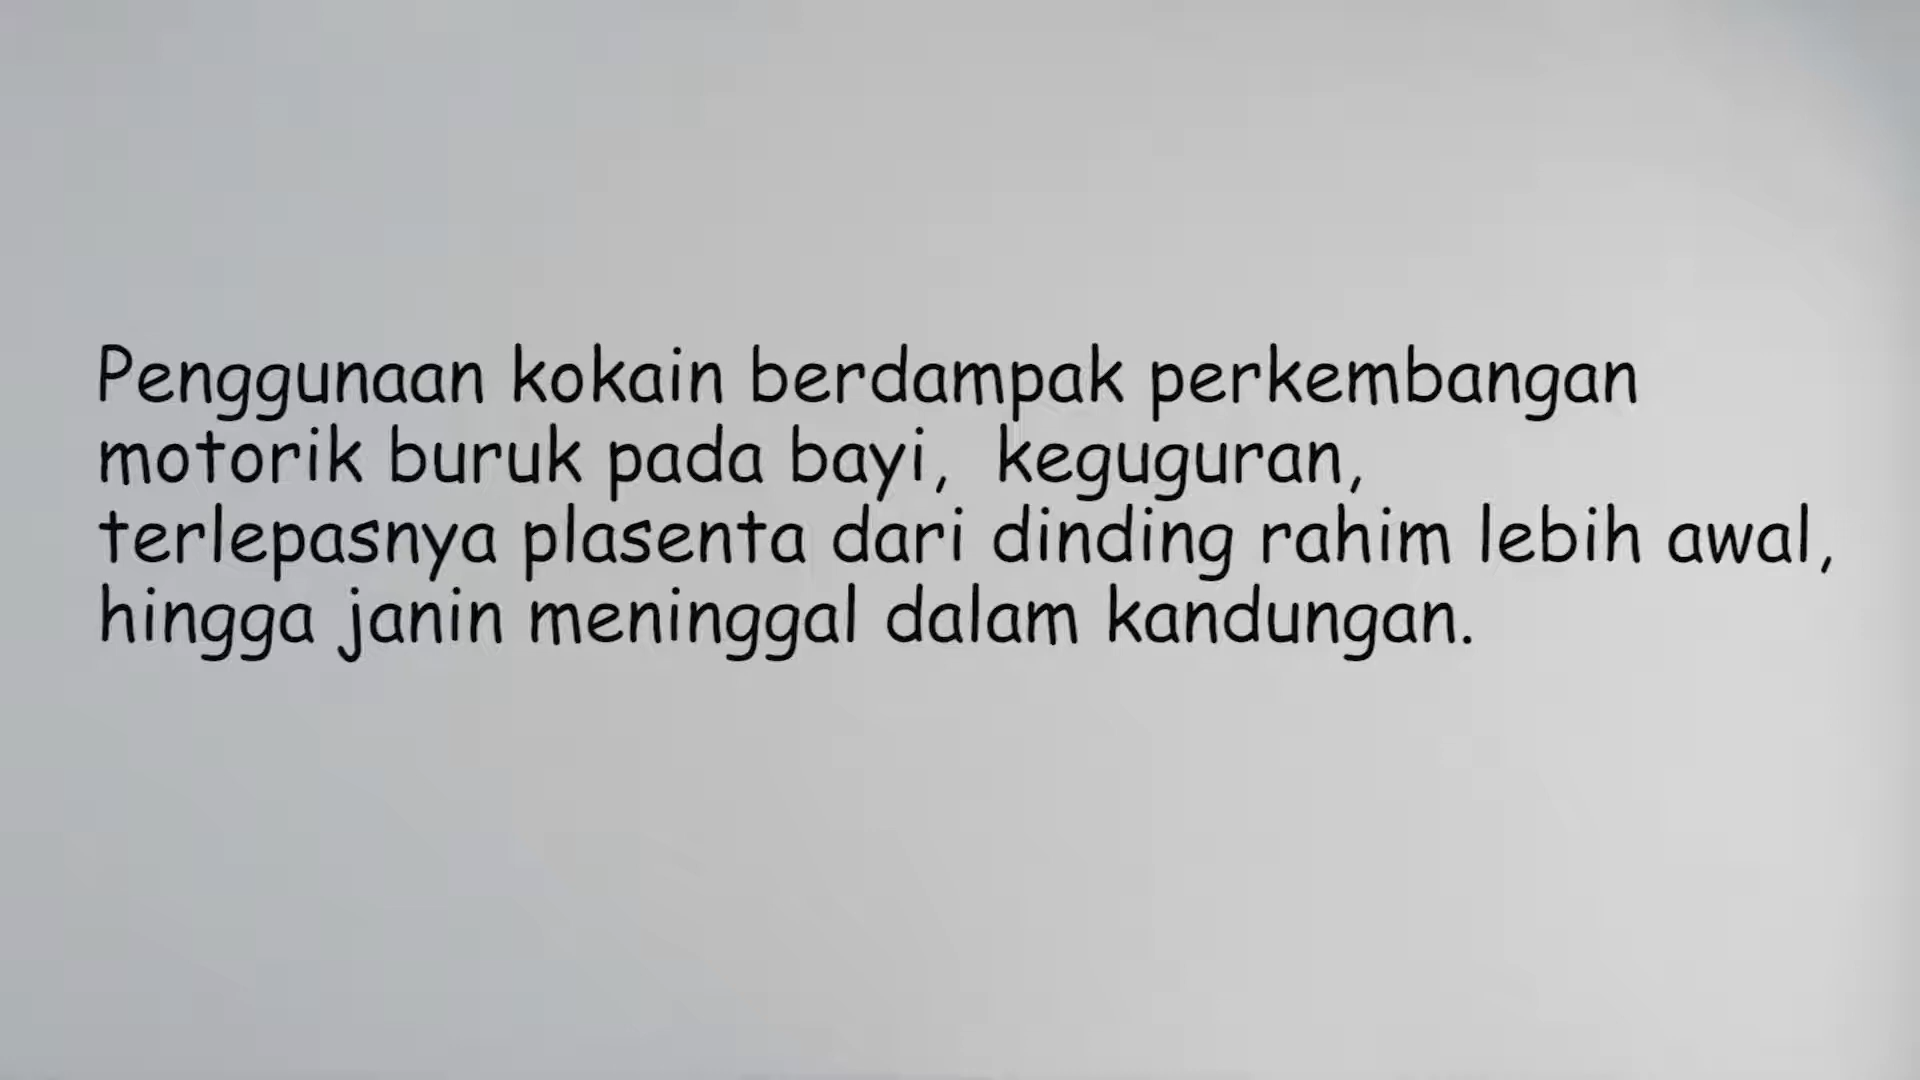 Penggunaan kokain berdampak perkembangan
motorik buruk pada bayi, keguguran,
terlepasnya plasenta dari dinding rahim lebih awal,
hingga janin meninggal dalam kandungan.